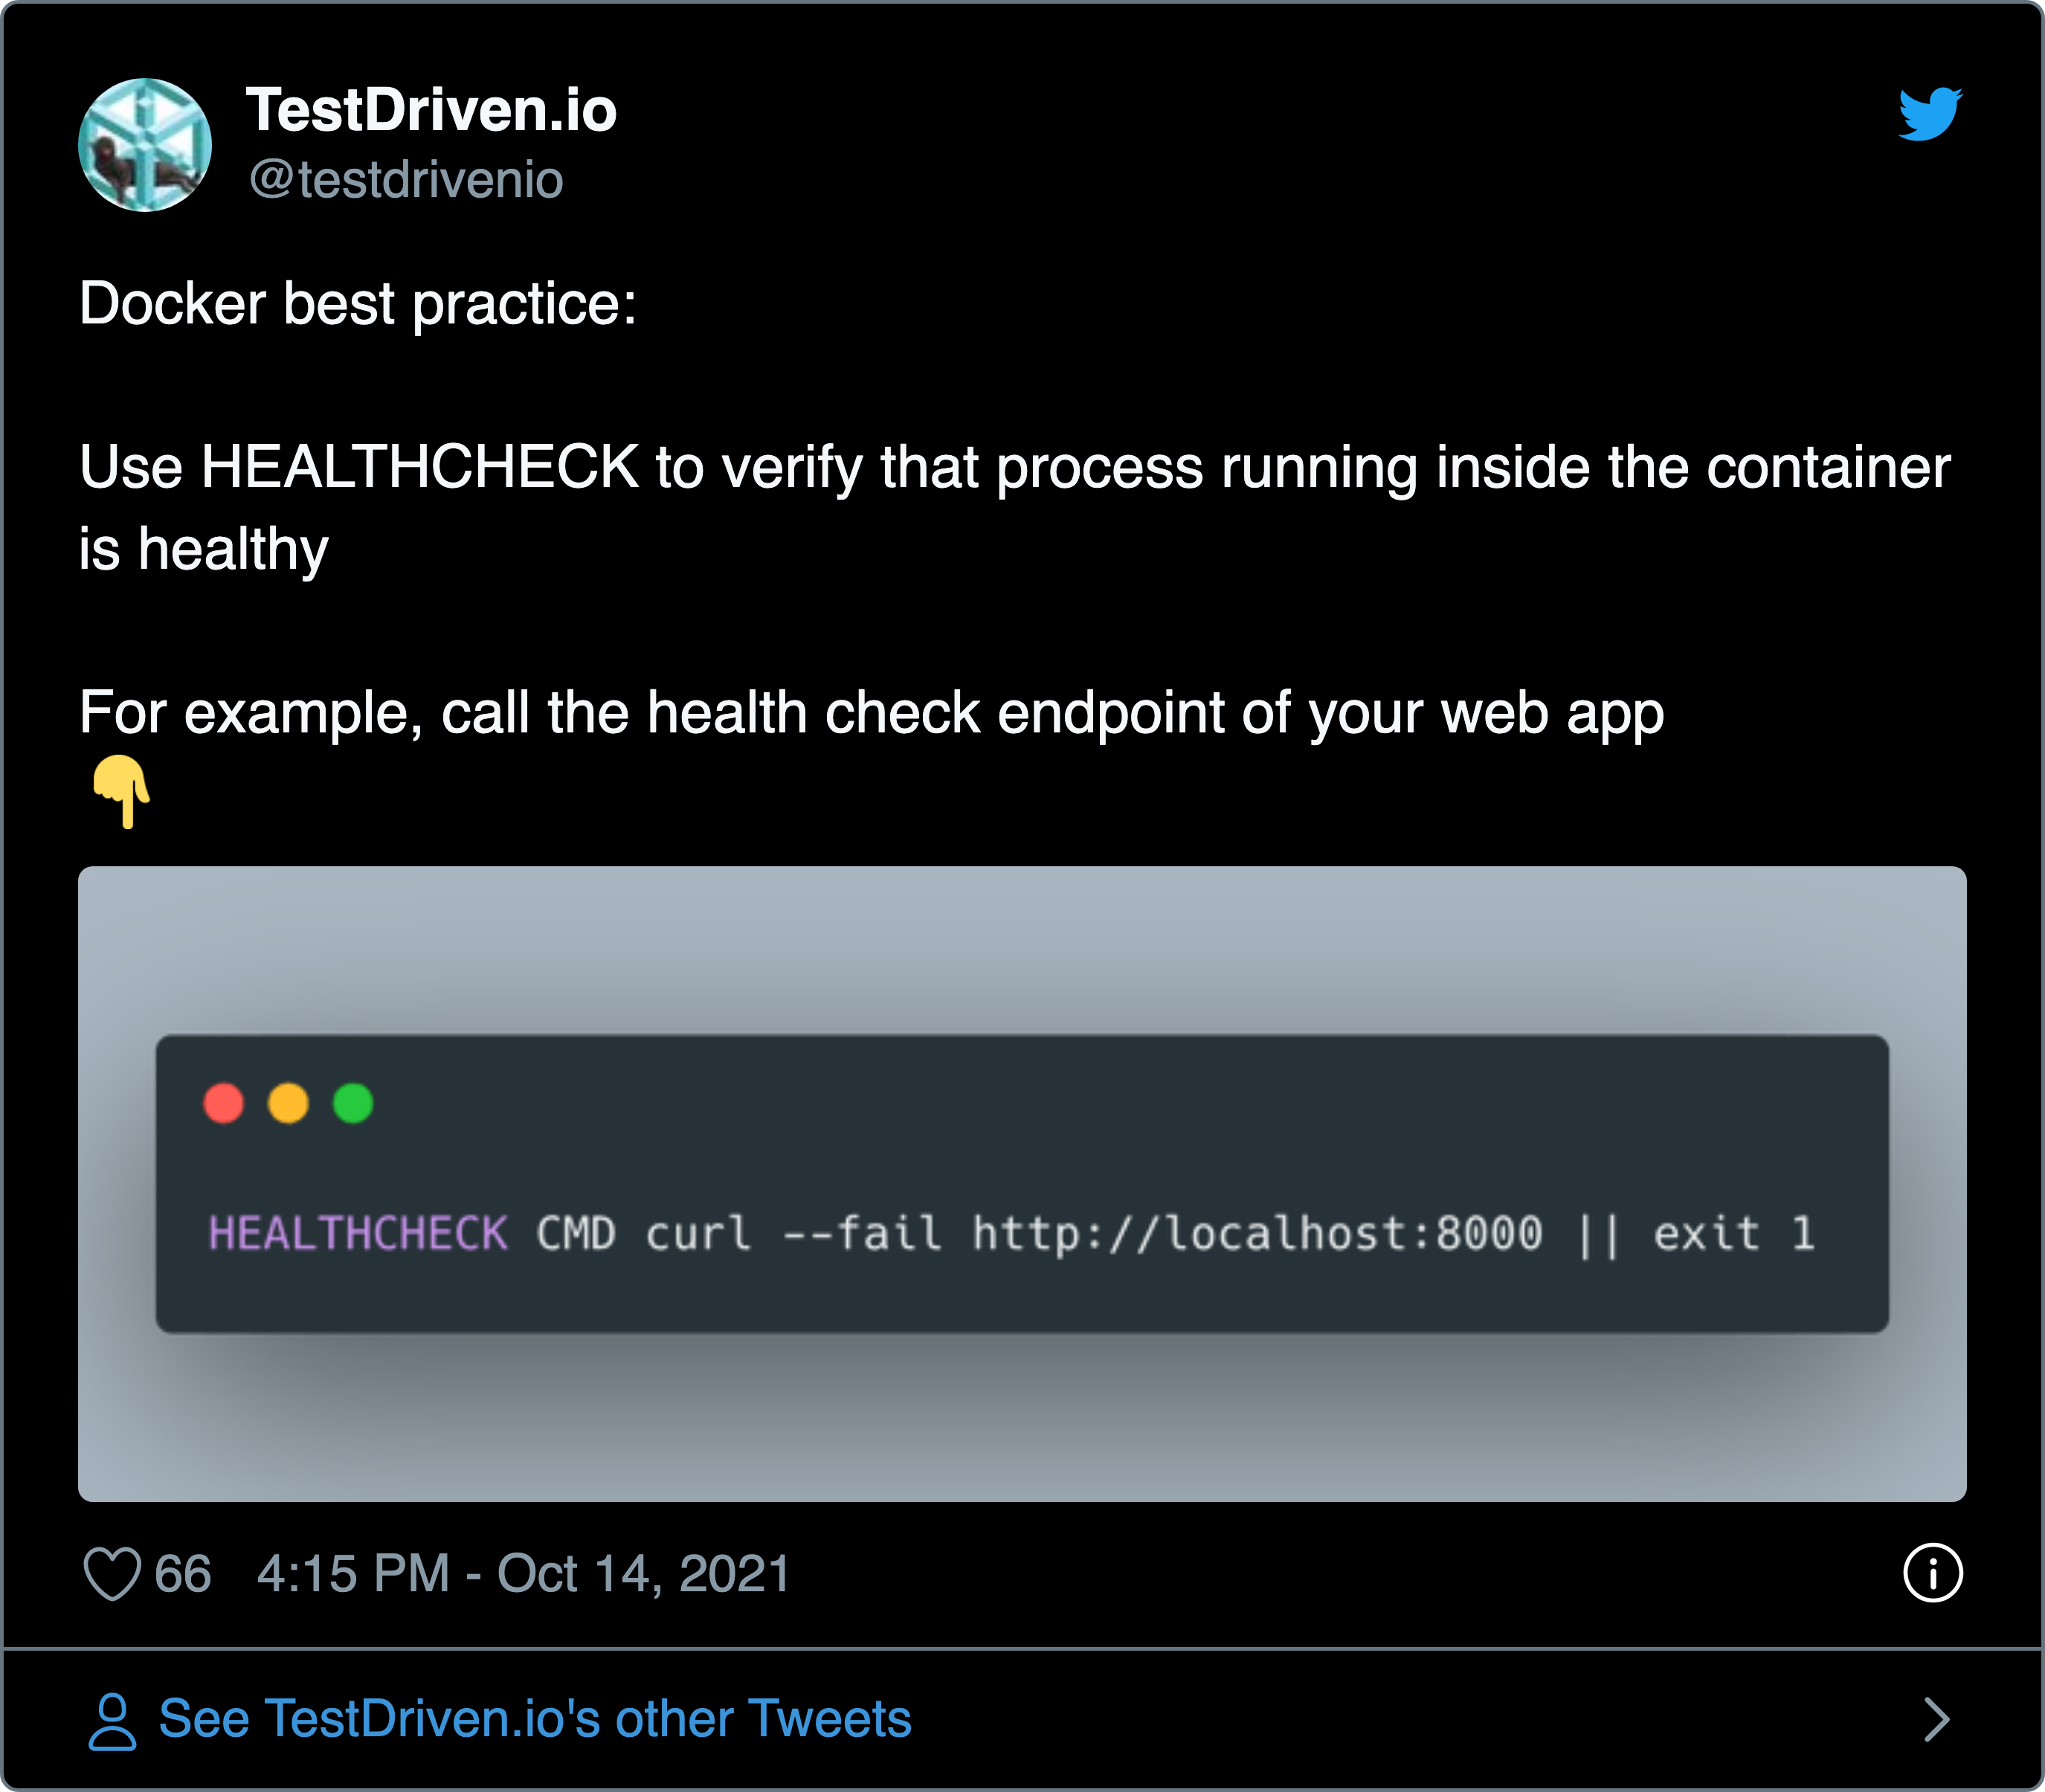 TestDriven.io
@testdrivenio
Docker best practice:
Use HEALTHCHECK to verify that process running inside the container
is healthy
For example, call the health check endpoint of your web app
👇
HEALTHCHECK CMD curl --fail http://localhost:8000 || exit 1
66 4:15 PM - Oct 14, 2021
See TestDriven.io's other Tweets